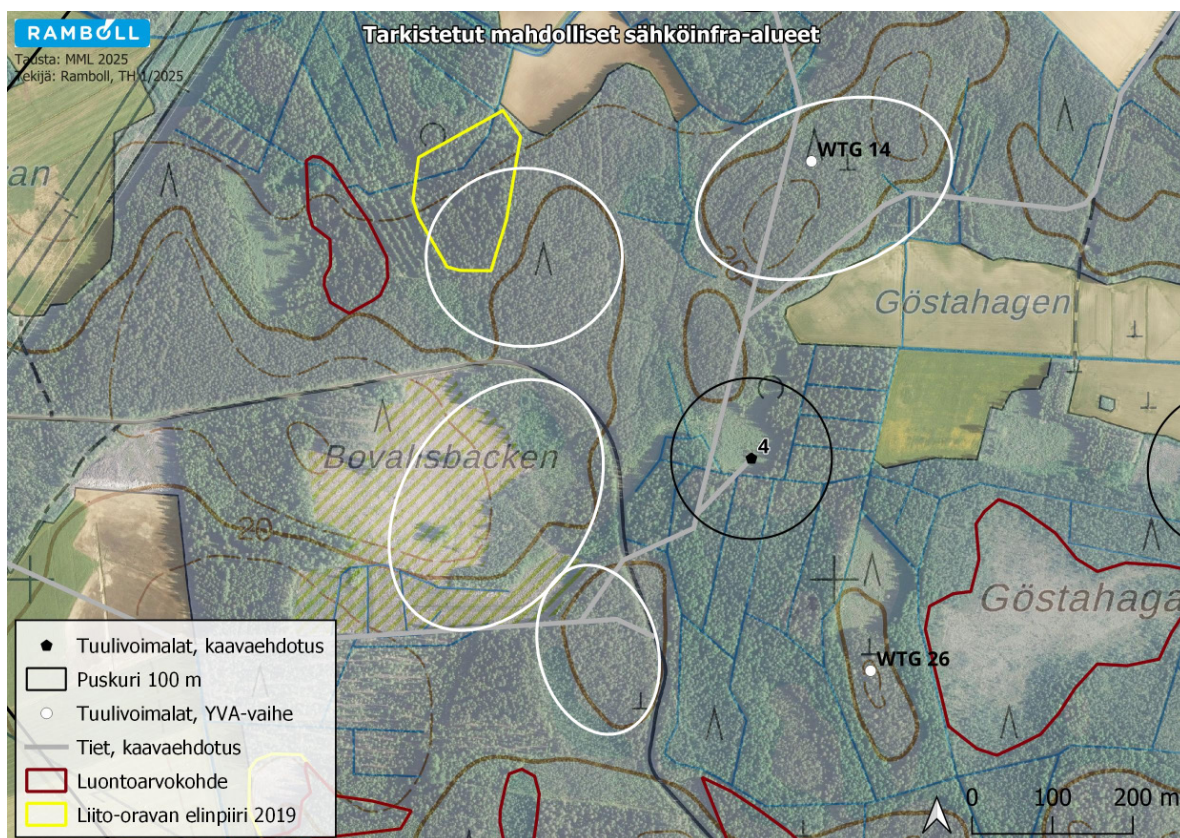 RAMBOLL
Tarkistetut mahdolliset sähköinfra-alueet
Tausta: MML 2025
Tekijä: Ramboll, TH 1/2025
WTG 14
an
Göstahagen
4
Bovalisbacken
20
Göstahaga
WTG 26
Tuulivoimalat, kaavaehdotus
Puskuri 100 m
Tuulivoimalat, YVA-vaihe
Tiet, kaavaehdotus
Luontoarvokohde
Liito-oravan elinpiiri 2019
0 100 200 m